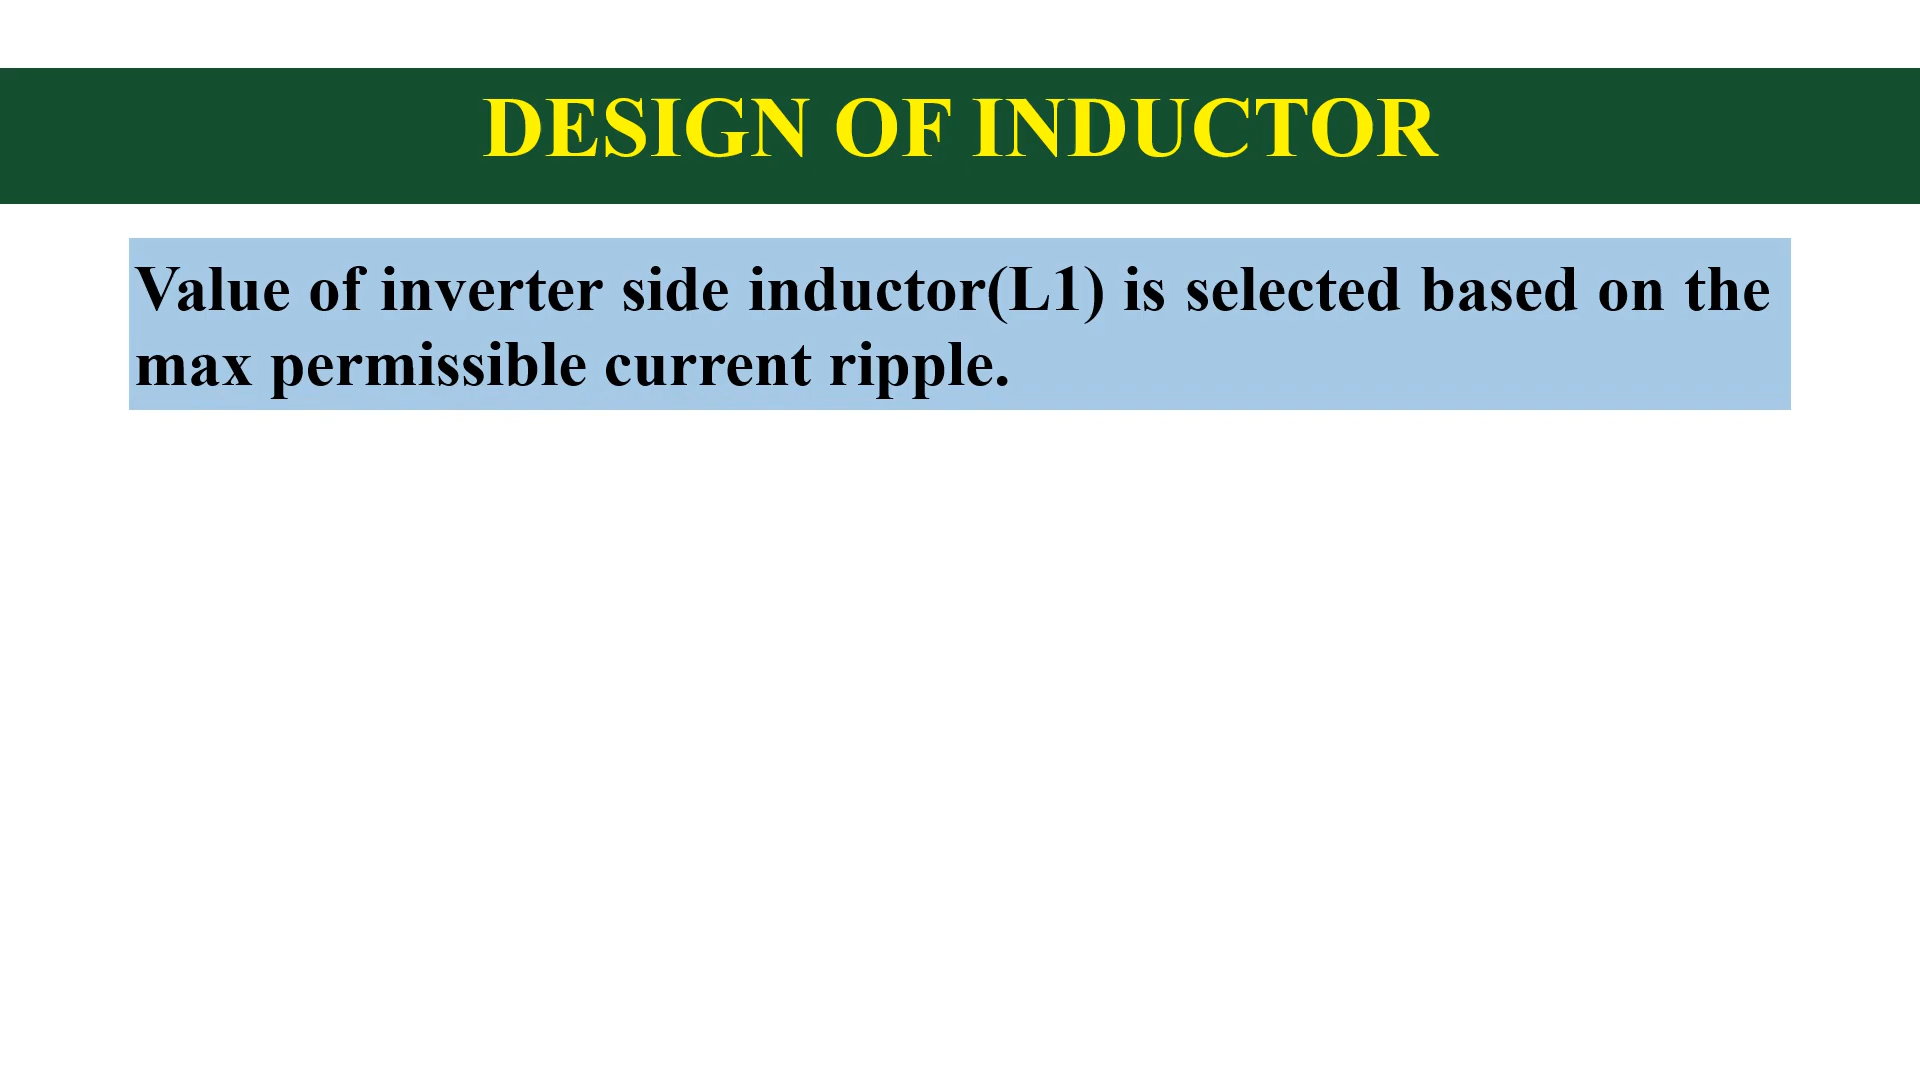 DESIGN OF INDUCTOR
Value of inverter side inductor(L1) is selected based on the
max permissible current ripple.